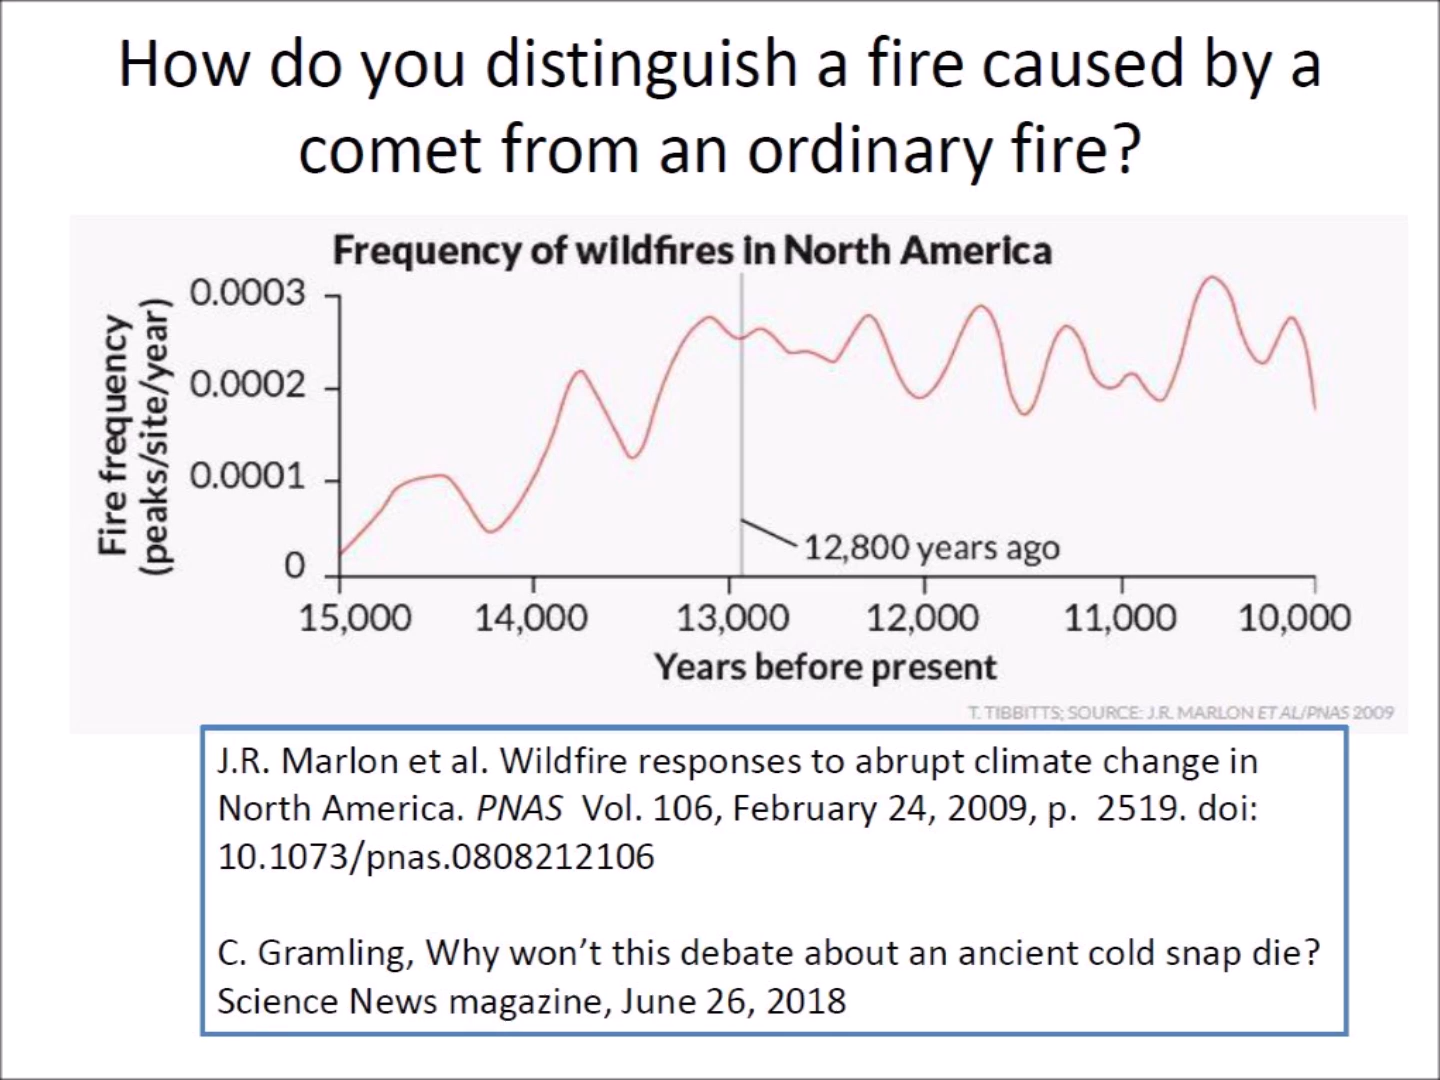 How do you distinguish a fire caused by a
comet from an ordinary fire?
Frequency of wildfires in North America
Fire frequency
(peaks/site/year)
0.0003
0.0002
0.0001
0
12,800 years ago
15,000 14,000 13,000 12,000 11,000 10,000
Years before present
T. TIBBITTS; SOURCE: J.R. MARLON ET AL/PNAS 2009
J.R. Marlon et al. Wildfire responses to abrupt climate change in
North America. PNAS Vol. 106, February 24, 2009, p. 2519. doi:
10.1073/pnas.0808212106
C. Gramling, Why won’t this debate about an ancient cold snap die?
Science News magazine, June 26, 2018